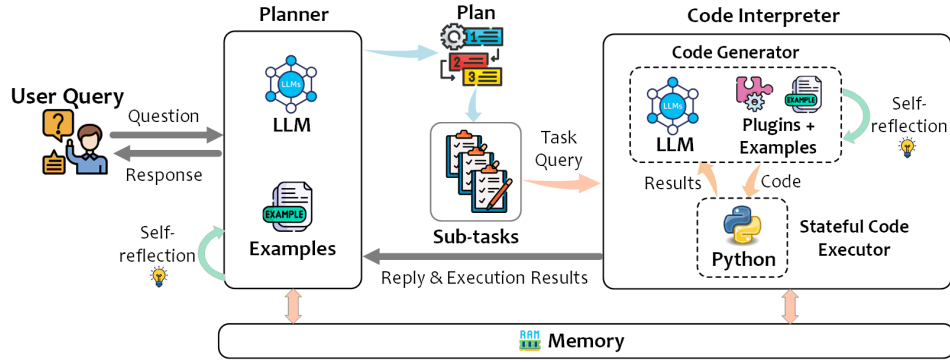 Planner
Plan
Code Interpreter
Code Generator
User Query
Question
Response
LLMs
LLM
EXAMPLE
Examples
Self-
reflection
1
2
3
Sub-tasks
Task
Query
LLMs
LLM
EXAMPLE
Plugins +
Examples
Self-
reflection
Results
Code
Python
Stateful Code
Executor
Reply & Execution Results
RAM
Memory